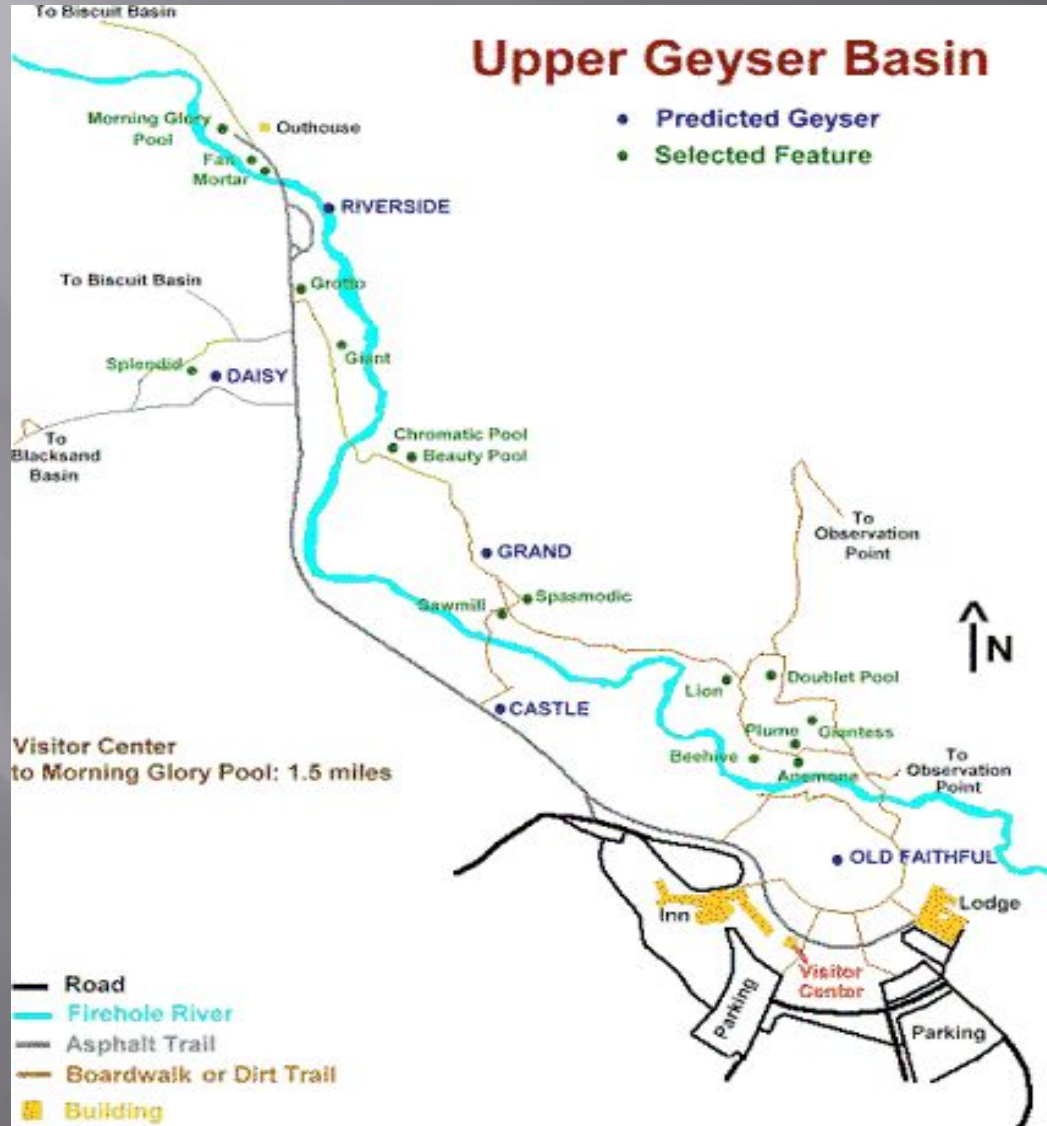 To Biscuit Basin
Upper Geyser Basin
Predicted Geyser
Selected Feature
Morning Glory
Pool
Outhouse
Fan
Mortar
RIVERSIDE
To Biscuit Basin
Grotto
Giant
Splendid
DAISY
To
Blacksand
Basin
Chromatic Pool
Beauty Pool
To
Observation
Point
GRAND
Spasmodic
Sawmill
N
Lion
Doublet Pool
CASTLE
Plume
Giantess
Visitor Center
to Morning Glory Pool: 1.5 miles
Beehive
Anemone
To
Observation
Point
OLD FAITHFUL
Inn
Lodge
Visitor
Center
Parking
Parking
Road
Firehole River
Asphalt Trail
Boardwalk or Dirt Trail
Building